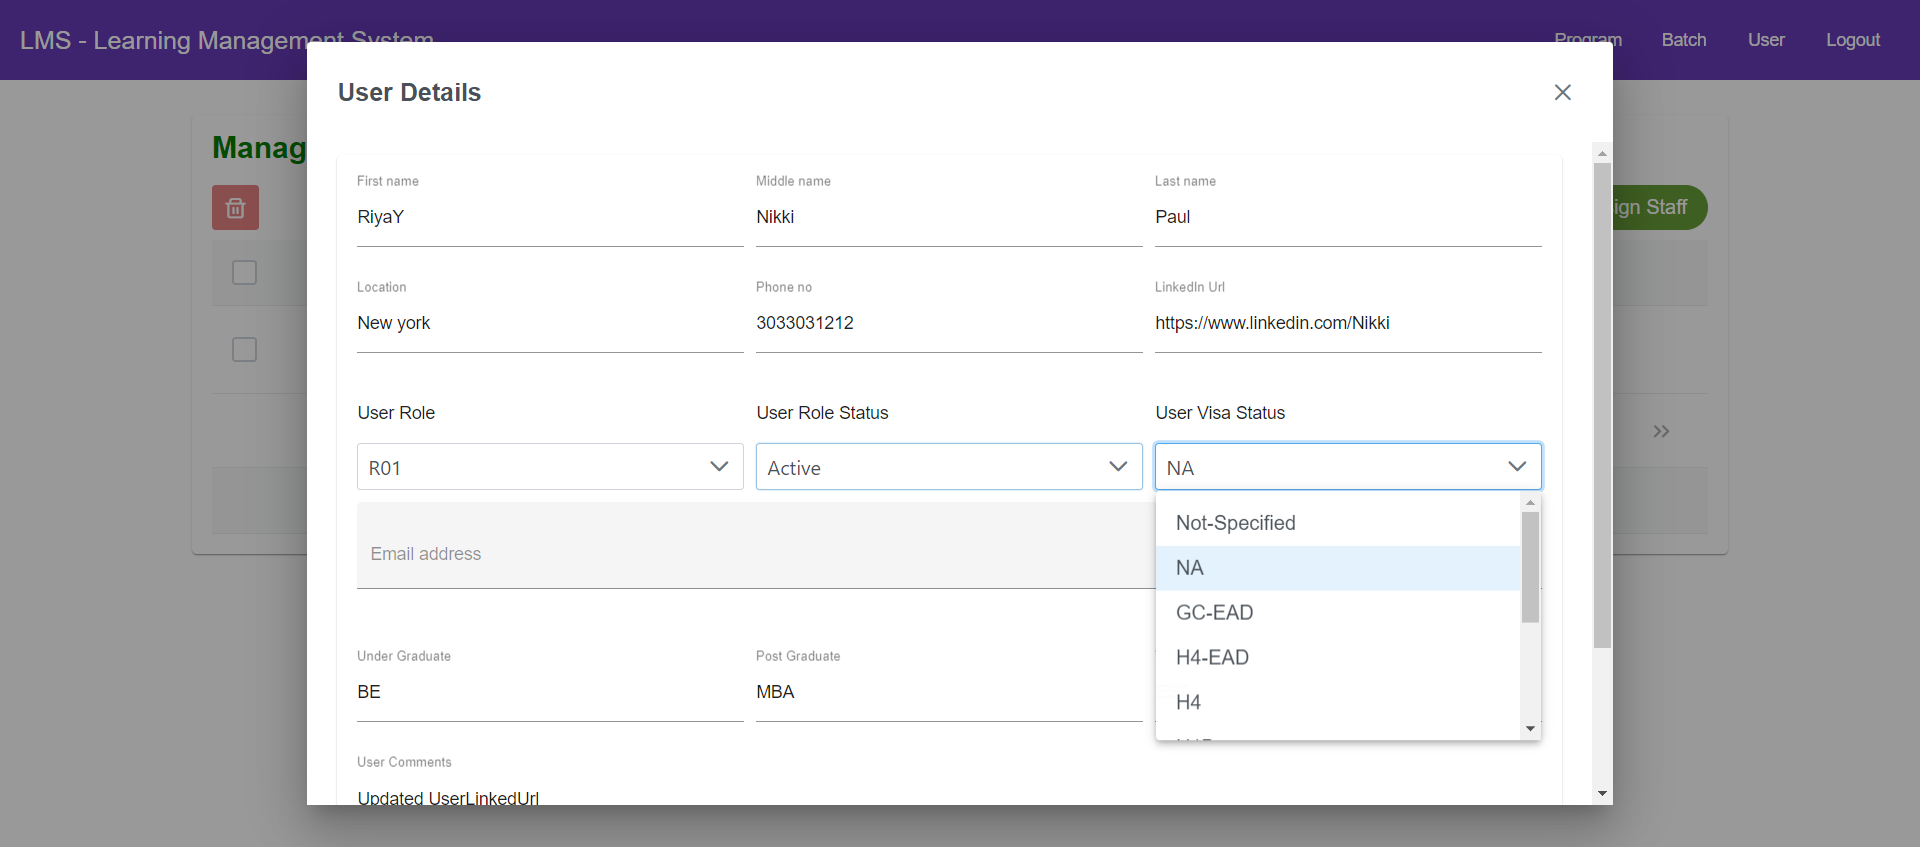 LMS - Learning Management System
Program Batch User Logout
User Details
Manag
ign Staff
First name Middle name Last name
RiyaY Nikki Paul
Location Phone no LinkedIn Url
New york 3033031212 https://www.linkedin.com/Nikki
User Role User Role Status User Visa Status
R01 Active NA
Not-Specified
Email address
NA
GC-EAD
H4-EAD
H4
Under Graduate Post Graduate
BE MBA
User Comments
Updated UserLinkedUrl